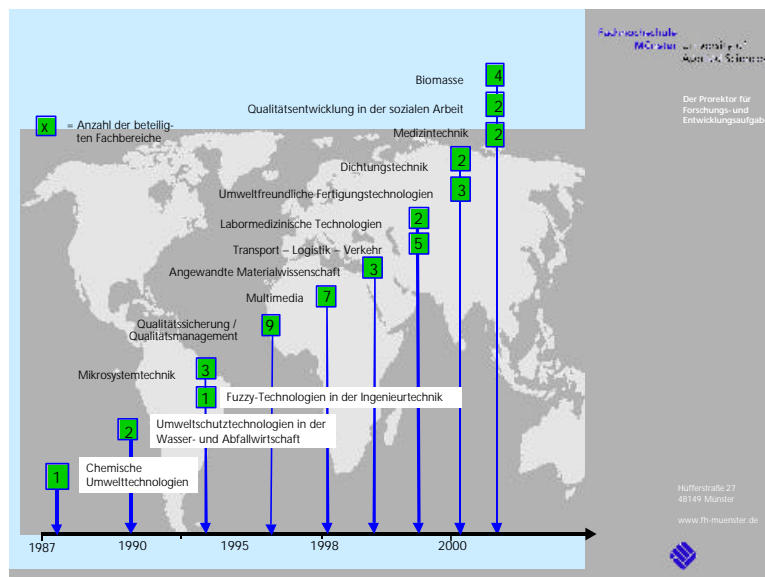 Fachhochschule
Münster University of
Applied Sciences
Der Prorektor für
Forschungs- und
Entwicklungsaufgab
x = Anzahl der beteilig-
ten Fachbereiche
Biomasse 4
Qualitätsentwicklung in der sozialen Arbeit 2
Medizintechnik 2
Dichtungstechnik 2
Umweltfreundliche Fertigungstechnologien 3
Labormedizinische Technologien 2
Transport – Logistik – Verkehr 5
Angewandte Materialwissenschaft 3
Multimedia 7
Qualitätssicherung / 9
Qualitätsmanagement
Mikrosystemtechnik 3
1 Fuzzy-Technologien in der Ingenieurtechnik
2 Umweltschutztechnologien in der
Wasser- und Abfallwirtschaft
1 Chemische
Umwelttechnologien
1987 1990 1995 1998 2000
Hüfferstraße 27
48149 Münster
www.fh-muenster.de